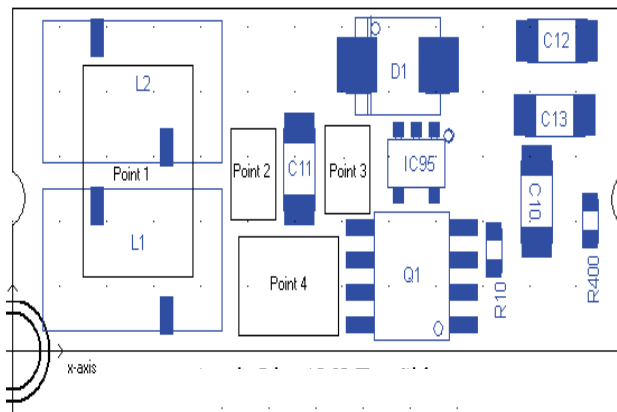 C12
D1
L2
C13
Point 1
Point 2
C11
Point 3
IC95
C10
L1
Q1
Point 4
R10
R400
x-axis